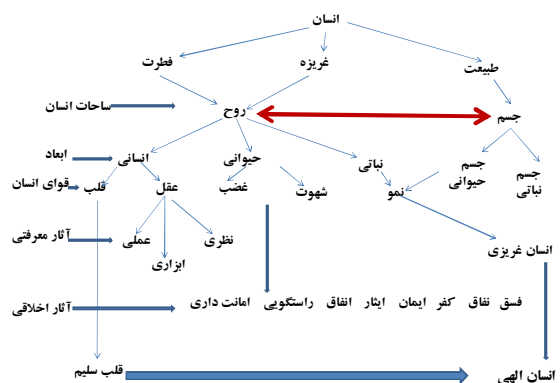 انسان
فطرت غریزه طبیعت
ساحات انسان روح جسم
ابعاد انسانی حیوانی نباتی جسم حیوانی جسم نباتی
قوای انسان قلب عقل غضب شهوت نمو
آثار معرفتی عملی ابزاری نظری انسان غریزی
آثار اخلاقی امانت داری راستگویی انفاق ایثار ایمان کفر نفاق فسق
قلب سلیم انسان الهی